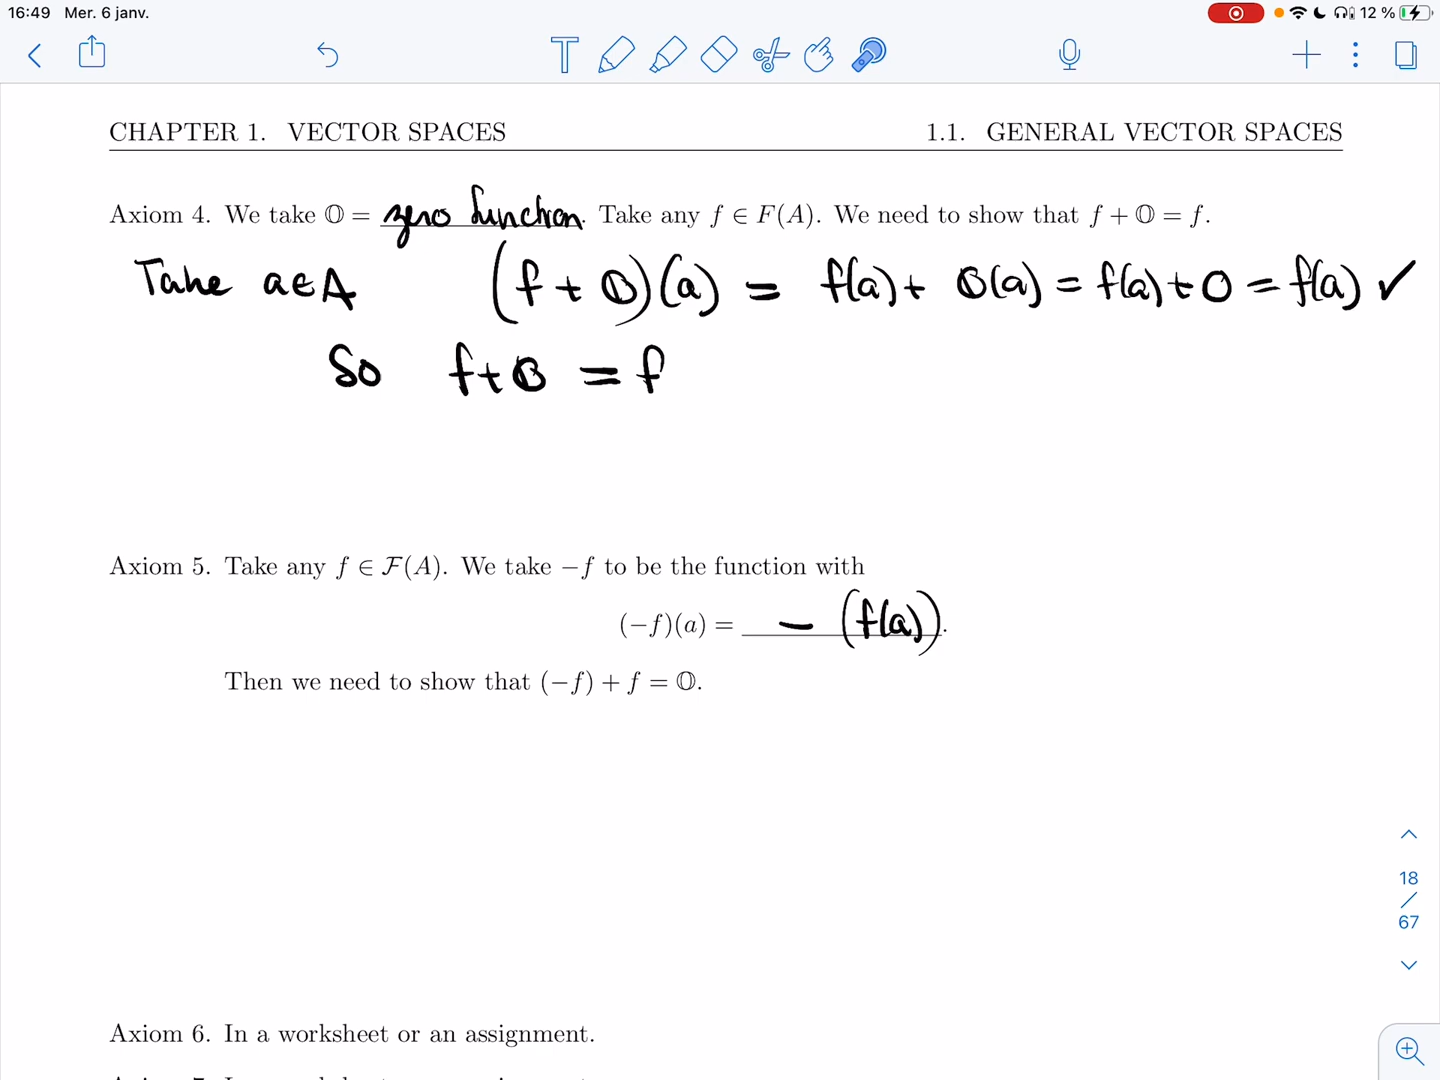 16:49 Mer. 6 janv. 12 %
CHAPTER 1. VECTOR SPACES 1.1. GENERAL VECTOR SPACES
Axiom 4. We take 𝕆 = zero function. Take any f ∈ F(A). We need to show that f + 𝕆 = f.
Take a∈A (f + 𝕆)(a) = f(a) + 𝕆(a) = f(a) + 0 = f(a) ✓
So f + 𝕆 = f
Axiom 5. Take any f ∈ ℱ(A). We take −f to be the function with
(−f)(a) = − (f(a)).
Then we need to show that (−f) + f = 𝕆.
18
/
67
Axiom 6. In a worksheet or an assignment.